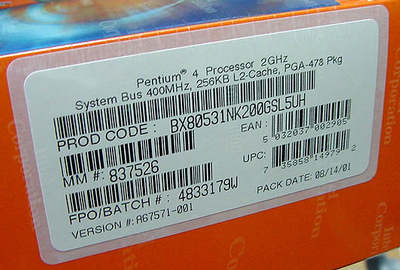 Pentium® 4 Processor 2GHz
System Bus 400MHz, 256KB L2-Cache, PGA-478 Pkg
PROD CODE: BX80531NK200GSL5UH
EAN:
5 032037 002905
MM #: 837526
UPC:
7 35858 14975 2
FPO/BATCH #: 4833179W
PACK DATE: 08/14/01
VERSION #: A67571-001